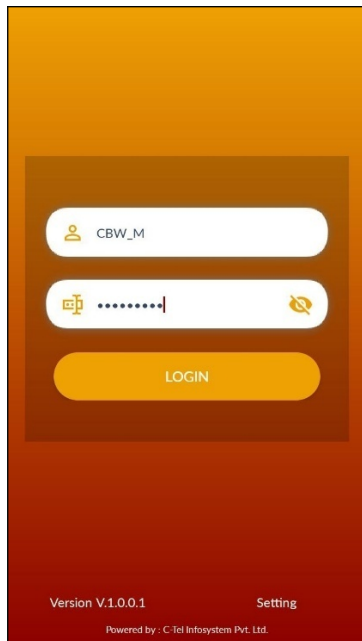 CBW_M
•••••••••
LOGIN
Version V.1.0.0.1 Setting
Powered by : C-Tel Infosystem Pvt. Ltd.